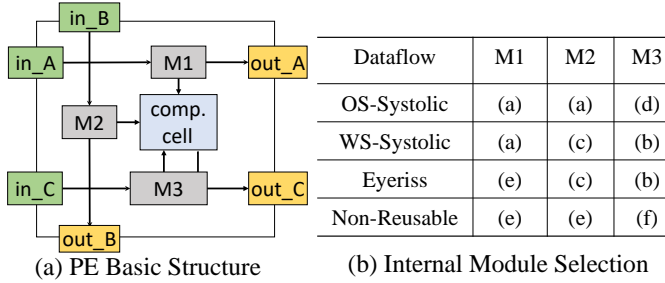 in_B
in_A
M1
out_A
M2
comp.
cell
in_C
M3
out_C
out_B
(a) PE Basic Structure
Dataflow M1 M2 M3
OS-Systolic (a) (a) (d)
WS-Systolic (a) (c) (b)
Eyeriss (e) (c) (b)
Non-Reusable (e) (e) (f)
(b) Internal Module Selection